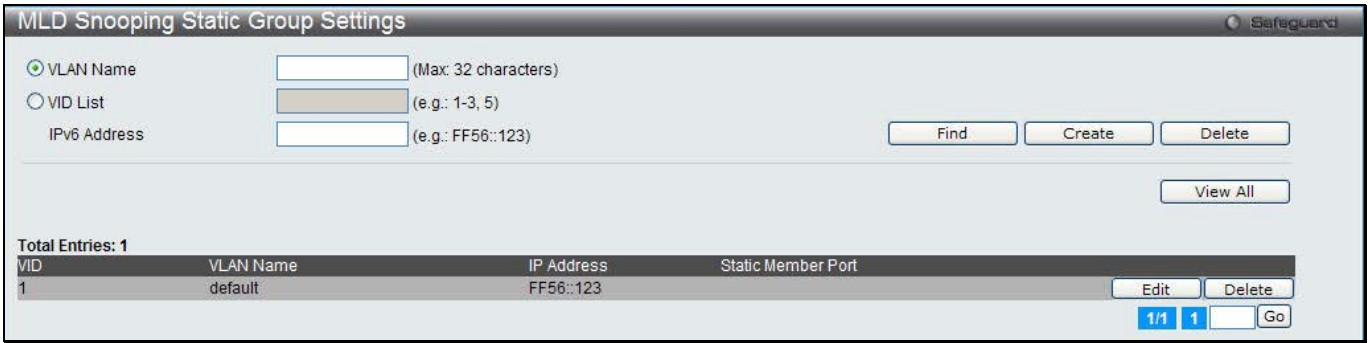 MLD Snooping Static Group Settings Safeguard
VLAN Name (Max: 32 characters)
VID List (e.g.: 1-3, 5)
IPv6 Address (e.g.: FF56::123) Find Create Delete
View All
Total Entries: 1
VID VLAN Name IP Address Static Member Port
1 default FF56::123 Edit Delete
1/1 1 Go